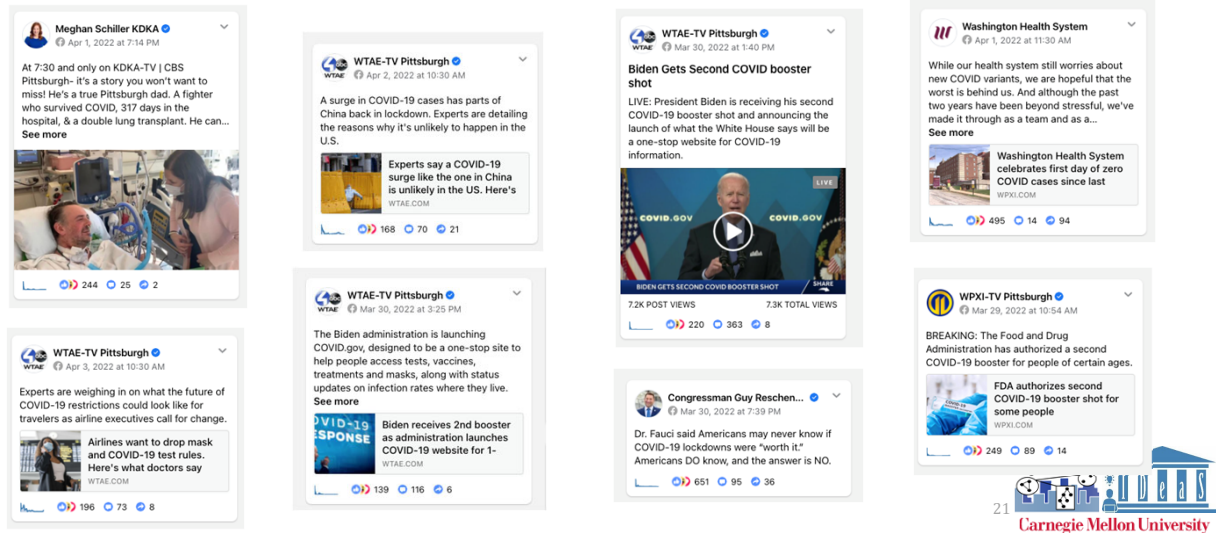 Meghan Schiller KDKA
Apr 1, 2022 at 7:14 PM
At 7:30 and only on KDKA-TV | CBS
Pittsburgh- it's a story you won't want to
miss! He's a true Pittsburgh dad. A fighter
who survived COVID, 317 days in the
hospital, & a double lung transplant. He can...
See more
244 25 2
WTAE-TV Pittsburgh
Apr 3, 2022 at 10:30 AM
Experts are weighing in on what the future of
COVID-19 restrictions could look like for
travelers as airline executives call for change.
Airlines want to drop mask
and COVID-19 test rules.
Here's what doctors say
WTAE.COM
196 73 8
WTAE-TV Pittsburgh
Apr 2, 2022 at 10:30 AM
A surge in COVID-19 cases has parts of
China back in lockdown. Experts are detailing
the reasons why it's unlikely to happen in the
U.S.
Experts say a COVID-19
surge like the one in China
is unlikely in the US. Here's
WTAE.COM
168 70 21
WTAE-TV Pittsburgh
Mar 30, 2022 at 3:25 PM
The Biden administration is launching
COVID.gov, designed to be a one-stop site to
help people access tests, vaccines,
treatments and masks, along with status
updates on infection rates where they live.
See more
Biden receives 2nd booster
as administration launches
COVID-19 website for 1-
WTAE.COM
139 116 6
WTAE-TV Pittsburgh
Mar 30, 2022 at 1:40 PM
Biden Gets Second COVID booster
shot
LIVE: President Biden is receiving his second
COVID-19 booster shot and announcing the
launch of what the White House says will be
a one-stop website for COVID-19
information.
LIVE
COVID.GOV COVID.GOV
BIDEN GETS SECOND COVID BOOSTER SHOT SHARE
7.2K POST VIEWS 7.3K TOTAL VIEWS
220 363 8
Congressman Guy Reschen...
Mar 30, 2022 at 7:39 PM
Dr. Fauci said Americans may never know if
COVID-19 lockdowns were “worth it.”
Americans DO know, and the answer is NO.
651 95 36
Washington Health System
Apr 1, 2022 at 11:30 AM
While our health system still worries about
new COVID variants, we are hopeful that the
worst is behind us. And although the past
two years have been beyond stressful, we've
made it through as a team and as a...
See more
Washington Health System
celebrates first day of zero
COVID cases since last
WPXI.COM
495 14 94
WPXI-TV Pittsburgh
Mar 29, 2022 at 10:54 AM
BREAKING: The Food and Drug
Administration has authorized a second
COVID-19 booster for people of certain ages.
FDA authorizes second
COVID-19 booster shot for
some people
WPXI.COM
249 89 14
21
IDeaS
Carnegie Mellon University